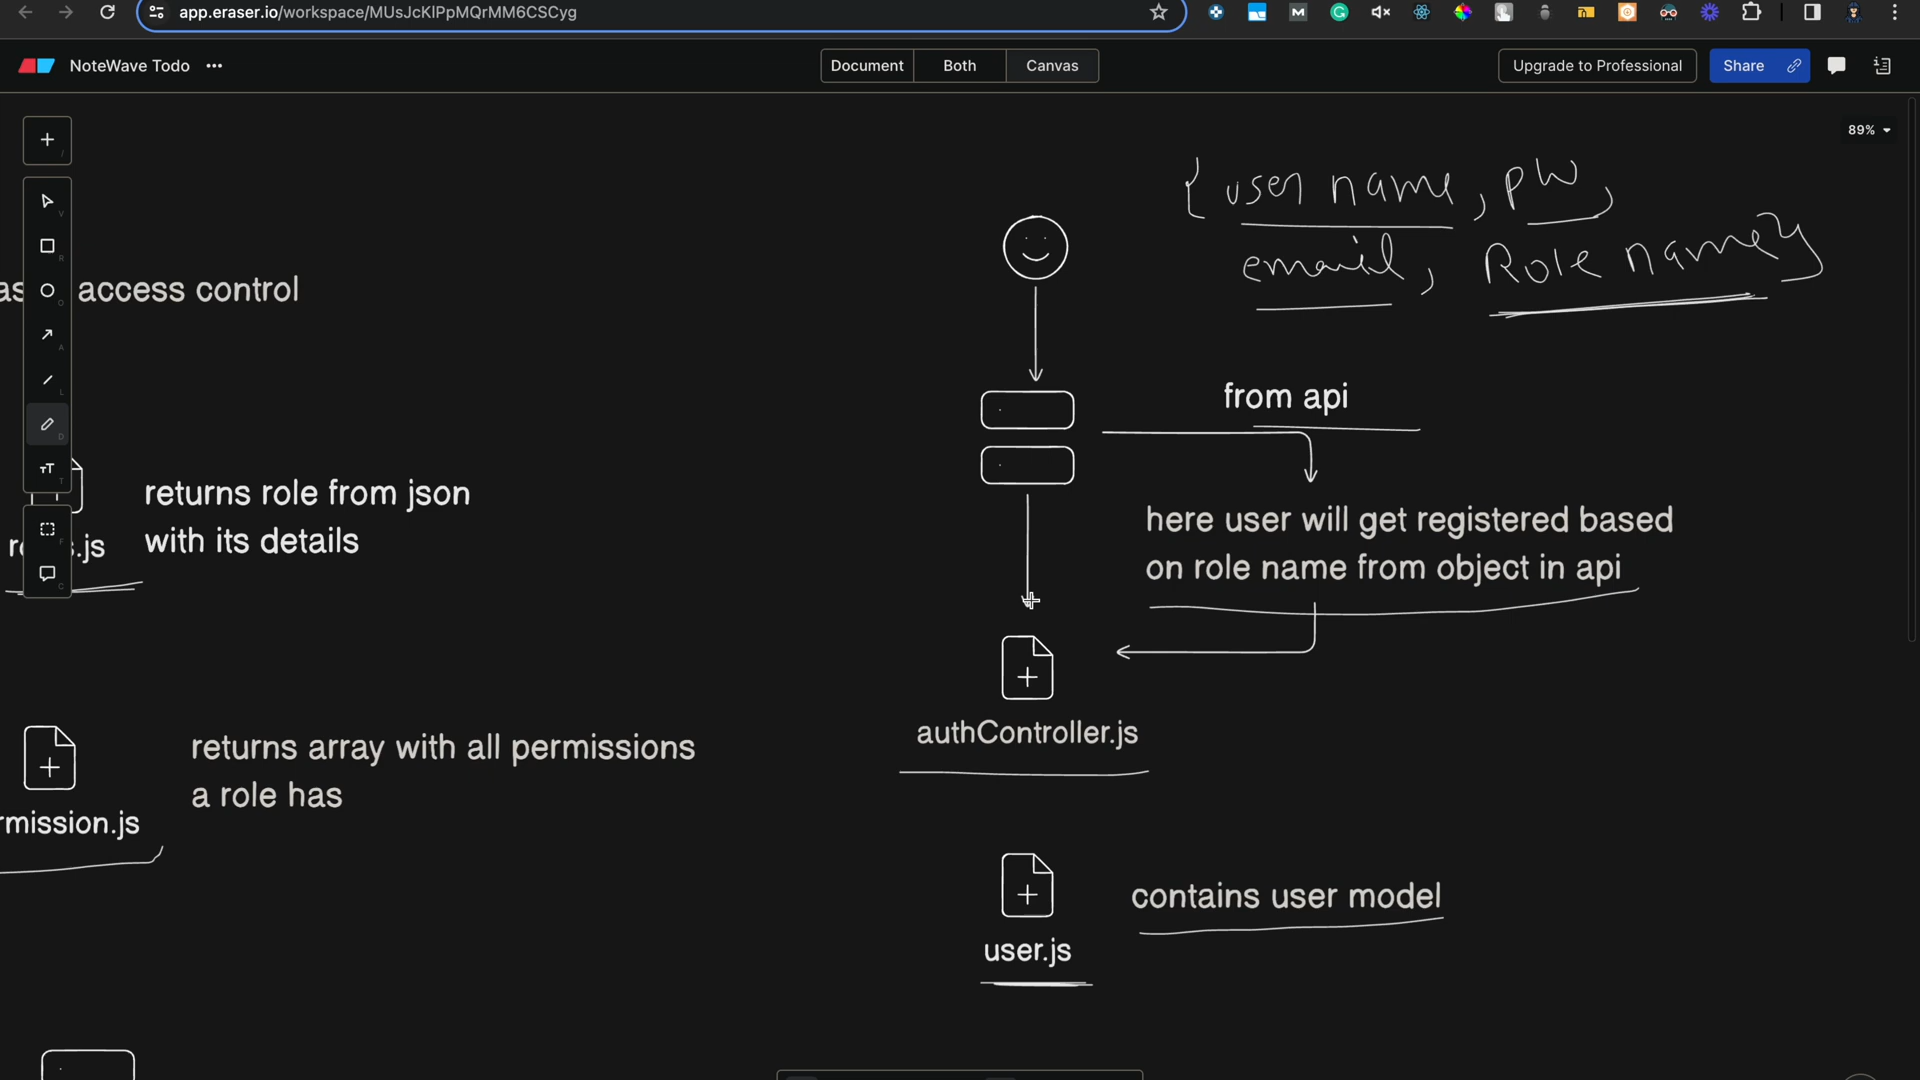 app.eraser.io/workspace/MUsJcKlPpMQrMM6CSCyg
NoteWave Todo
Document
Both
Canvas
Upgrade to Professional
Share
89%
{ user name, pw,
email, Role name}
access control
from api
returns role from json
with its details
here user will get registered based
on role name from object in api
.js
authController.js
returns array with all permissions
a role has
rmission.js
contains user model
user.js